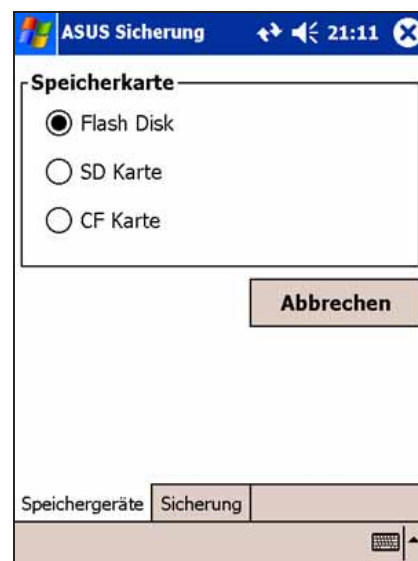 ASUS Sicherung 21:11
Speicherkarte
Flash Disk
SD Karte
CF Karte
Abbrechen
Speichergeräte Sicherung